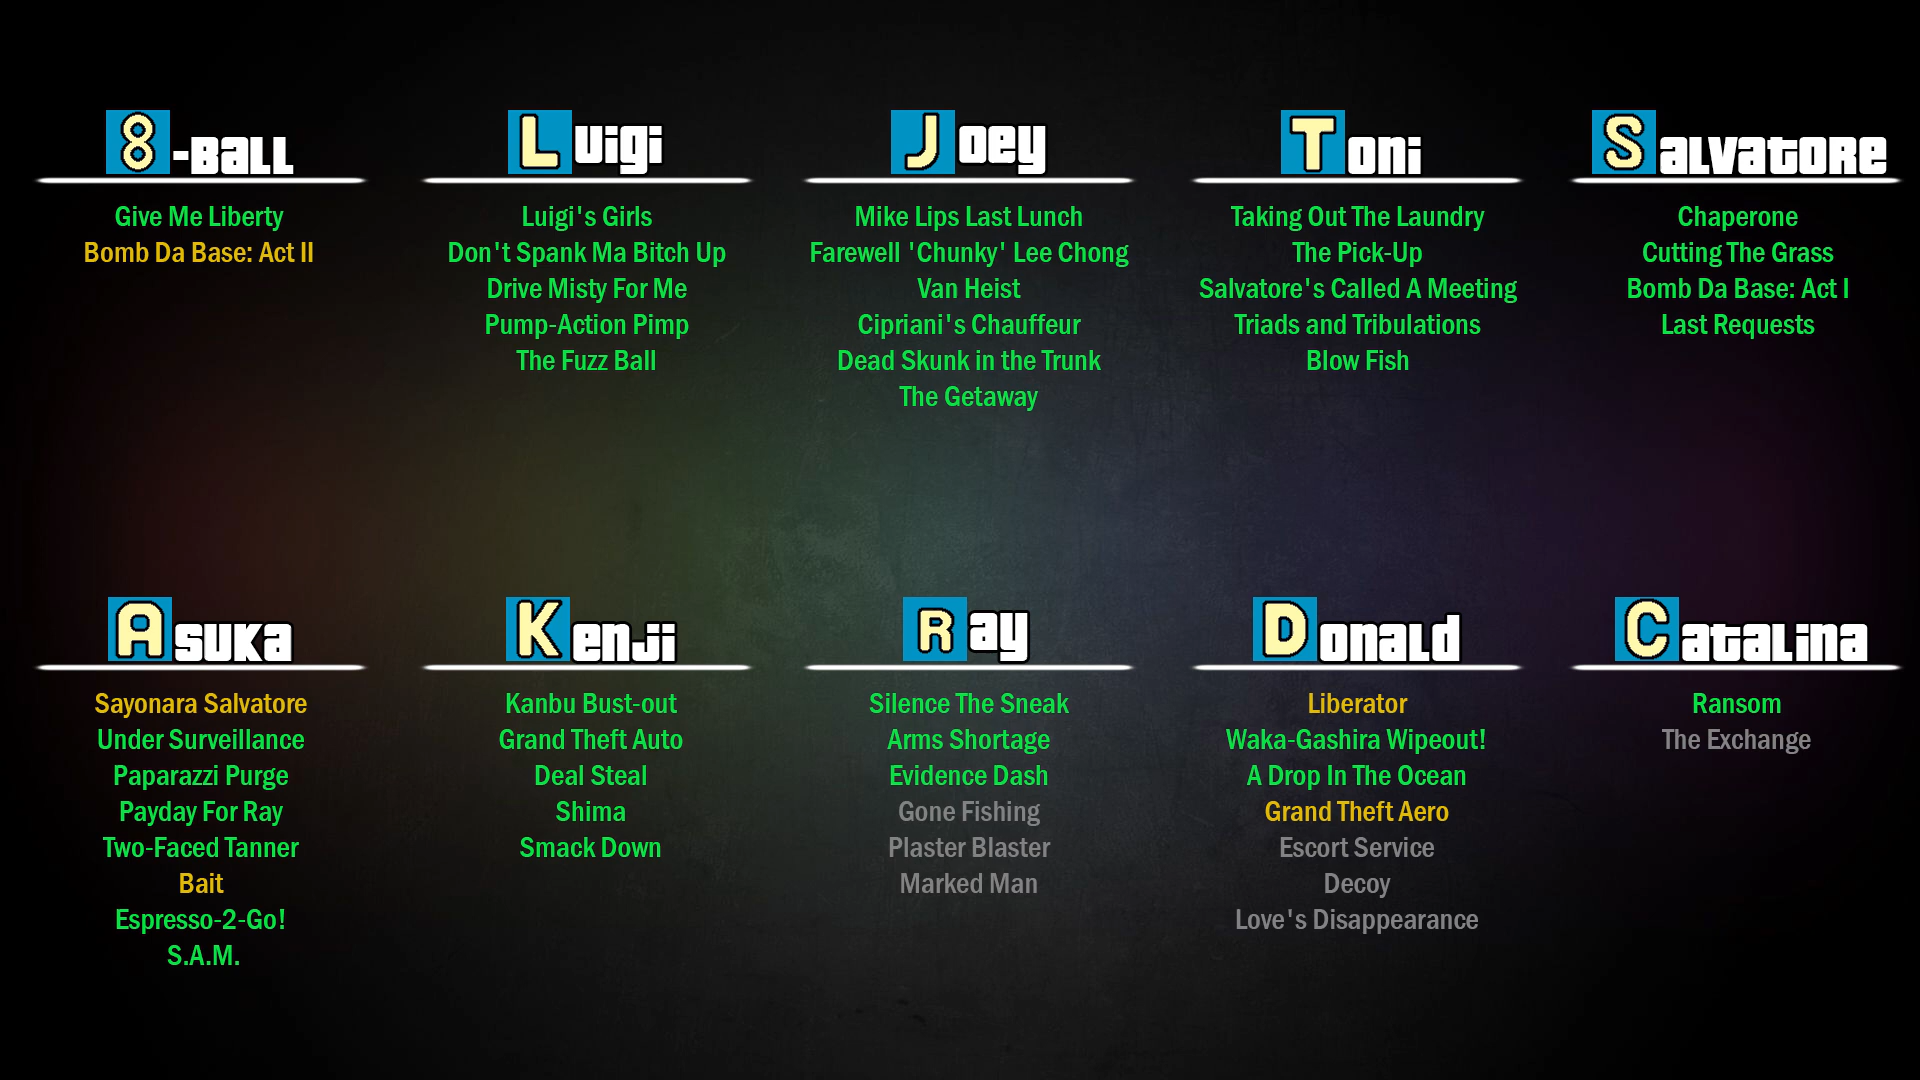 8-Ball
Give Me Liberty
Bomb Da Base: Act II
Luigi
Luigi's Girls
Don't Spank Ma Bitch Up
Drive Misty For Me
Pump-Action Pimp
The Fuzz Ball
Joey
Mike Lips Last Lunch
Farewell 'Chunky' Lee Chong
Van Heist
Cipriani's Chauffeur
Dead Skunk in the Trunk
The Getaway
Toni
Taking Out The Laundry
The Pick-Up
Salvatore's Called A Meeting
Triads and Tribulations
Blow Fish
Salvatore
Chaperone
Cutting The Grass
Bomb Da Base: Act I
Last Requests
Asuka
Sayonara Salvatore
Under Surveillance
Paparazzi Purge
Payday For Ray
Two-Faced Tanner
Bait
Espresso-2-Go!
S.A.M.
Kenji
Kanbu Bust-out
Grand Theft Auto
Deal Steal
Shima
Smack Down
Ray
Silence The Sneak
Arms Shortage
Evidence Dash
Gone Fishing
Plaster Blaster
Marked Man
Donald
Liberator
Waka-Gashira Wipeout!
A Drop In The Ocean
Grand Theft Aero
Escort Service
Decoy
Love's Disappearance
Catalina
Ransom
The Exchange